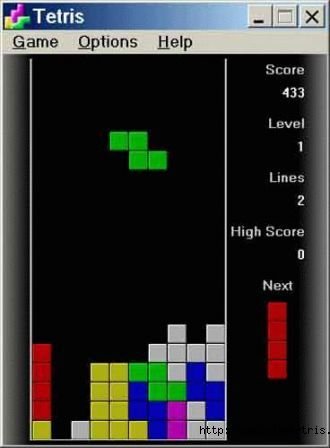 Tetris
Game Options Help
Score
433
Level
1
Lines
2
High Score
0
Next